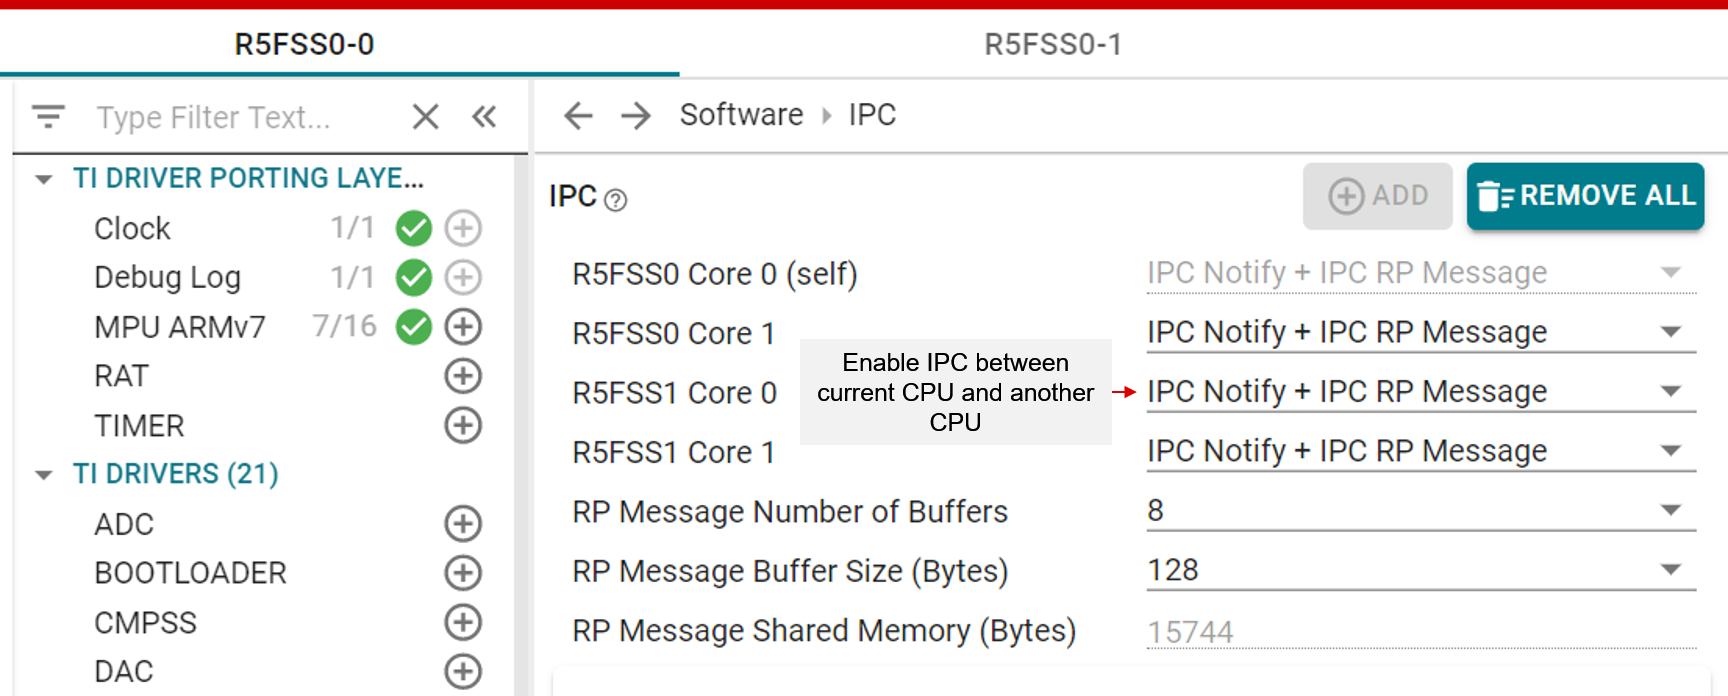 R5FSS0-0
R5FSS0-1
Type Filter Text...
Software
IPC
TI DRIVER PORTING LAYE...
Clock 1/1
Debug Log 1/1
MPU ARMv7 7/16
RAT
TIMER
TI DRIVERS (21)
ADC
BOOTLOADER
CMPSS
DAC
IPC
ADD
REMOVE ALL
R5FSS0 Core 0 (self) IPC Notify + IPC RP Message
R5FSS0 Core 1 IPC Notify + IPC RP Message
R5FSS1 Core 0 IPC Notify + IPC RP Message
Enable IPC between
current CPU and another
CPU
R5FSS1 Core 1 IPC Notify + IPC RP Message
RP Message Number of Buffers 8
RP Message Buffer Size (Bytes) 128
RP Message Shared Memory (Bytes) 15744